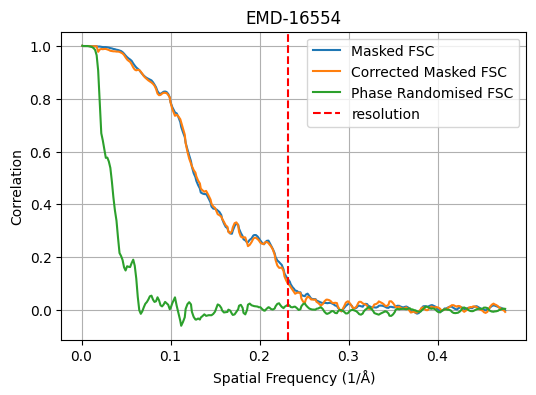 EMD-16554
Masked FSC
Corrected Masked FSC
Phase Randomised FSC
resolution
Correlation
1.0
0.8
0.6
0.4
0.2
0.0
0.0 0.1 0.2 0.3 0.4
Spatial Frequency (1/Å)